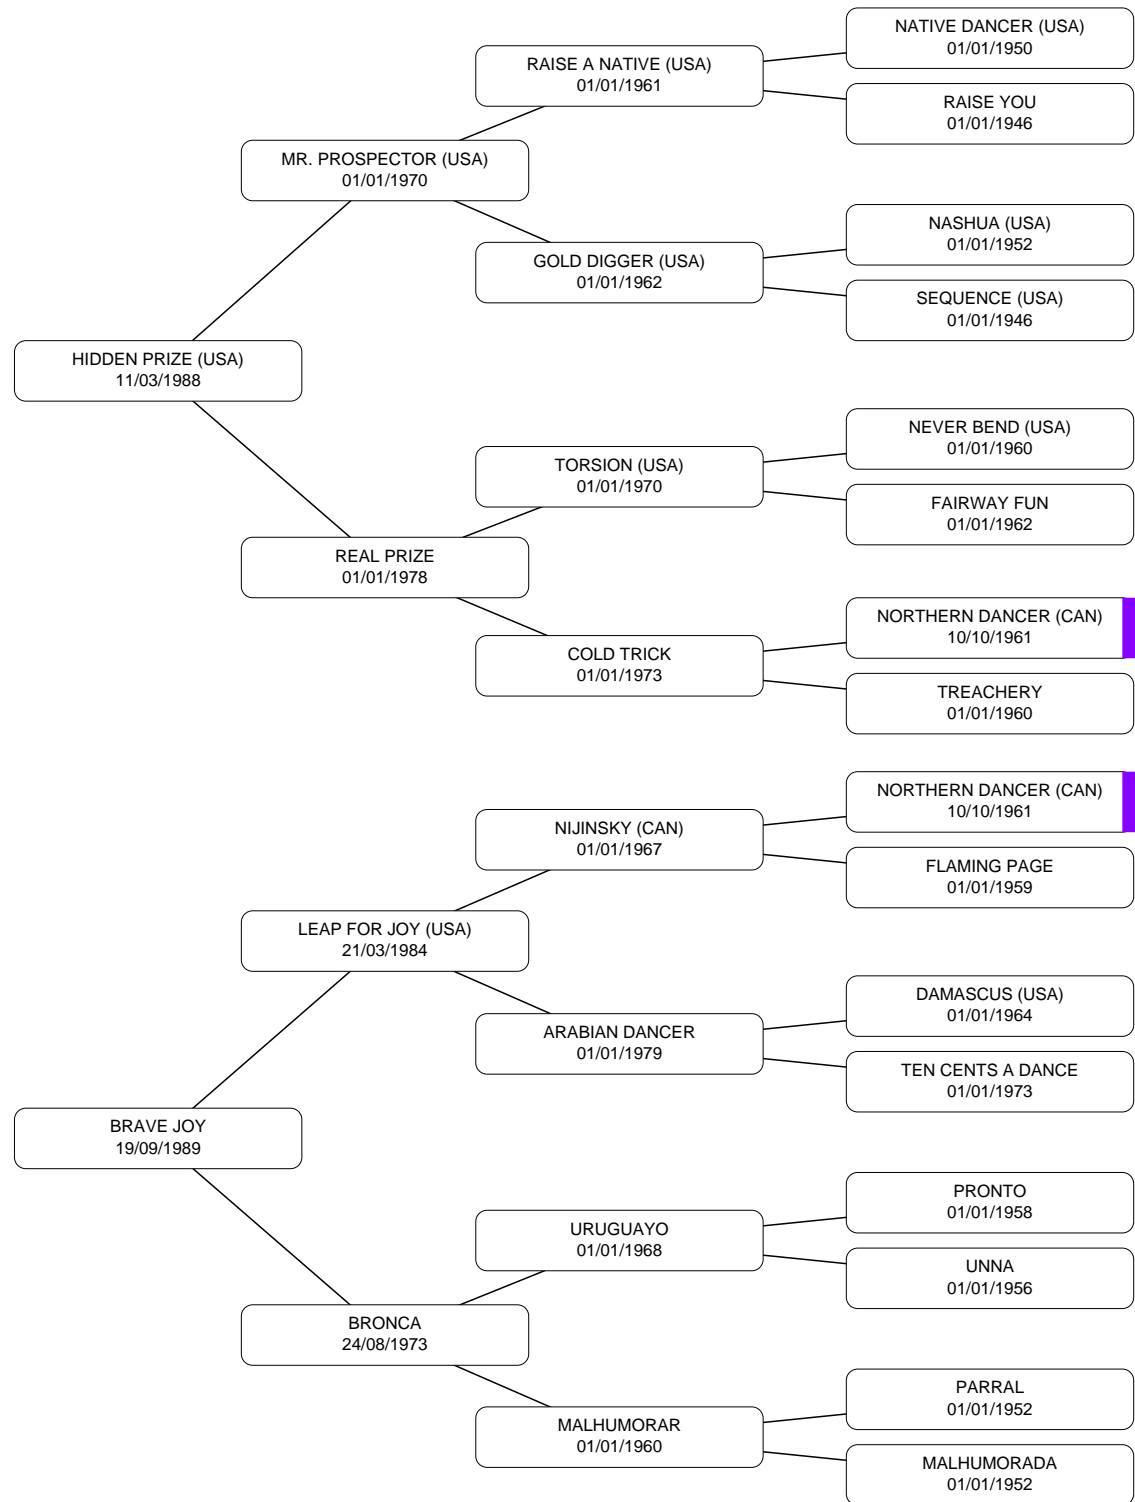 NATIVE DANCER (USA)
01/01/1950
RAISE A NATIVE (USA)
01/01/1961
RAISE YOU
01/01/1946
MR. PROSPECTOR (USA)
01/01/1970
NASHUA (USA)
01/01/1952
GOLD DIGGER (USA)
01/01/1962
SEQUENCE (USA)
01/01/1946
HIDDEN PRIZE (USA)
11/03/1988
NEVER BEND (USA)
01/01/1960
TORSION (USA)
01/01/1970
FAIRWAY FUN
01/01/1962
REAL PRIZE
01/01/1978
NORTHERN DANCER (CAN)
10/10/1961
COLD TRICK
01/01/1973
TREACHERY
01/01/1960
NORTHERN DANCER (CAN)
10/10/1961
NIJINSKY (CAN)
01/01/1967
FLAMING PAGE
01/01/1959
LEAP FOR JOY (USA)
21/03/1984
DAMASCUS (USA)
01/01/1964
ARABIAN DANCER
01/01/1979
TEN CENTS A DANCE
01/01/1973
BRAVE JOY
19/09/1989
PRONTO
01/01/1958
URUGUAYO
01/01/1968
UNNA
01/01/1956
BRONCA
24/08/1973
PARRAL
01/01/1952
MALHUMORAR
01/01/1960
MALHUMORADA
01/01/1952